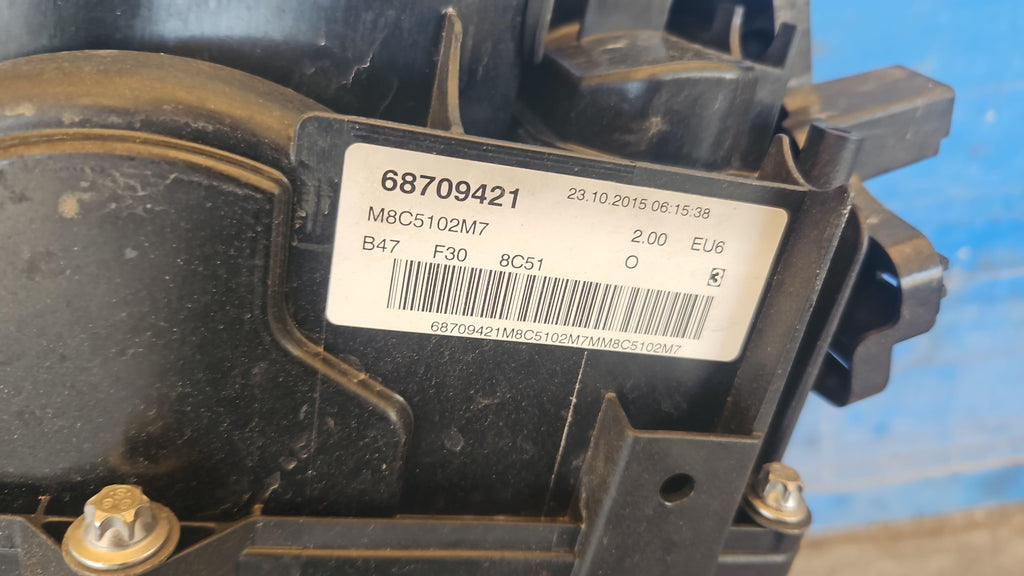 68709421 23.10.2015 06:15:38
M8C5102M7 2.00 EU6
B47 F30 8C51 O 3
68709421M8C5102M7MM8C5102M7